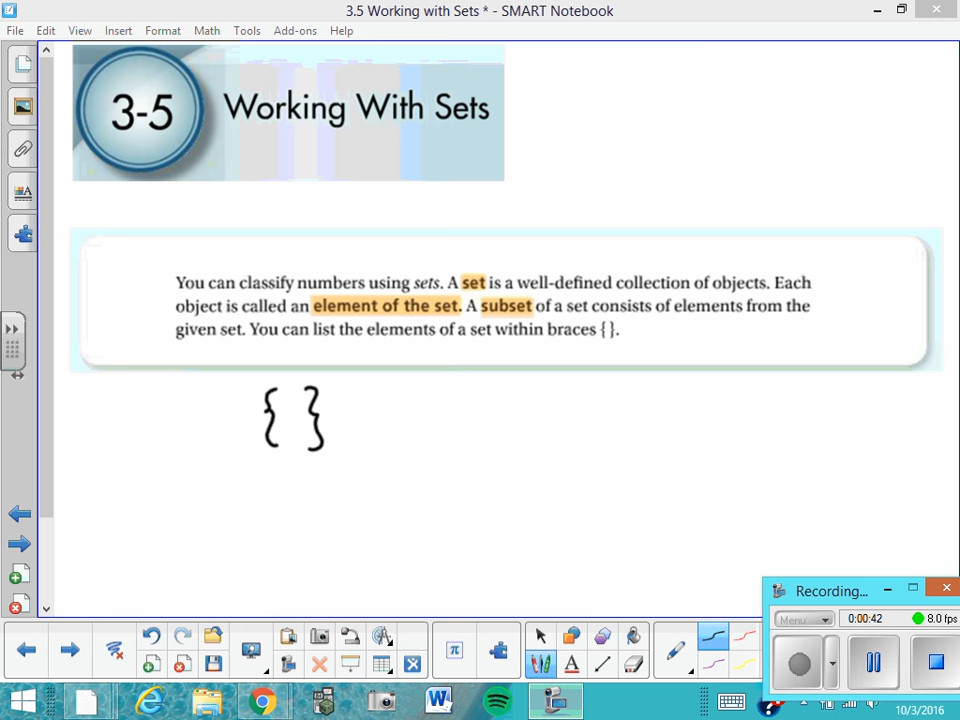 3.5 Working with Sets * - SMART Notebook
File Edit View Insert Format Math Tools Add-ons Help
3-5 Working With Sets
You can classify numbers using sets. A set is a well-defined collection of objects. Each
object is called an element of the set. A subset of a set consists of elements from the
given set. You can list the elements of a set within braces { }.
{ }
Recording...
Menu 0:00:42 8.0 fps
10/3/2016